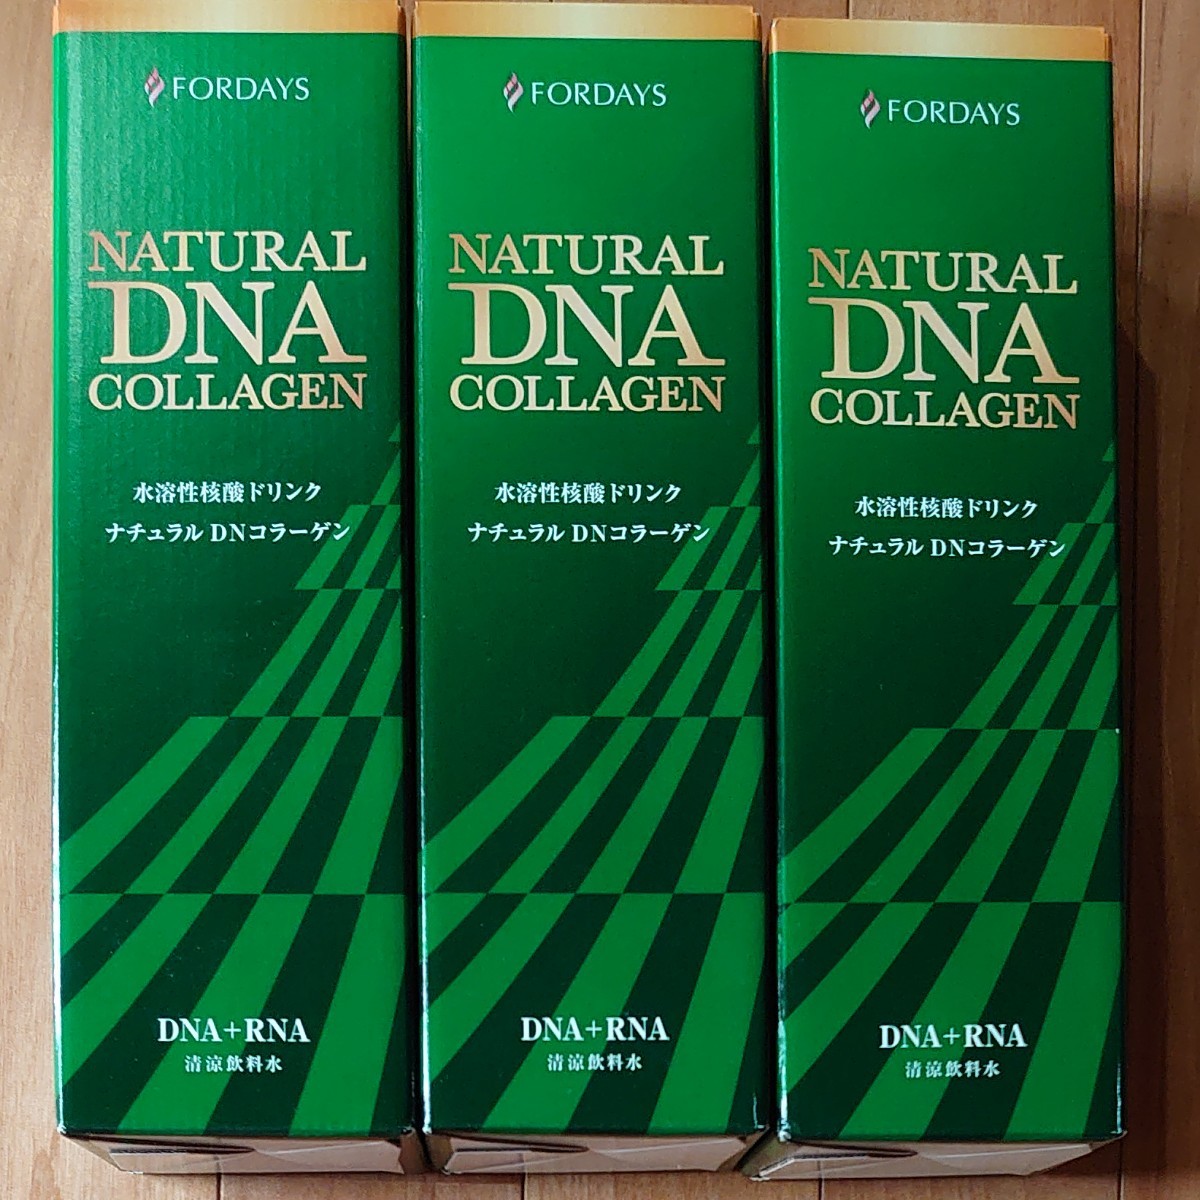 FORDAYS
NATURAL
DNA
COLLAGEN
水溶性核酸ドリンク
ナチュラル DNコラーゲン
DNA+RNA
清涼飲料水
FORDAYS
NATURAL
DNA
COLLAGEN
水溶性核酸ドリンク
ナチュラル DNコラーゲン
DNA+RNA
清涼飲料水
FORDAYS
NATURAL
DNA
COLLAGEN
水溶性核酸ドリンク
ナチュラル DNコラーゲン
DNA+RNA
清涼飲料水